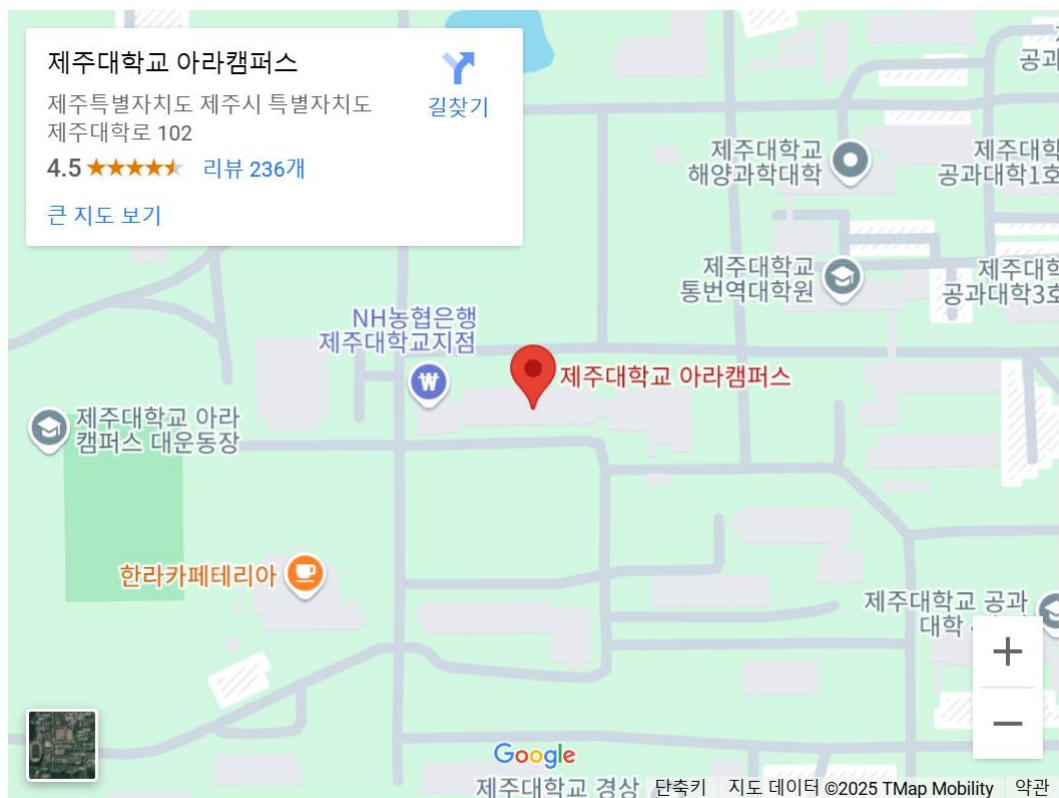 제주대학교 아라캠퍼스
제주특별자치도 제주시 특별자치도
제주대학로 102
4.5
리뷰 236개
큰 지도 보기
길찾기
공과
제주대학교
해양과학대학
제주대학
공과대학1호
제주대학교
통번역대학원
제주대학
공과대학3호
NH농협은행
제주대학교지점
₩
제주대학교 아라캠퍼스
제주대학교 아라
캠퍼스 대운동장
한라카페테리아
제주대학교 공과
대학
+
−
Google
제주대학교 경상
단축키
지도 데이터 ©2025 TMap Mobility
약관